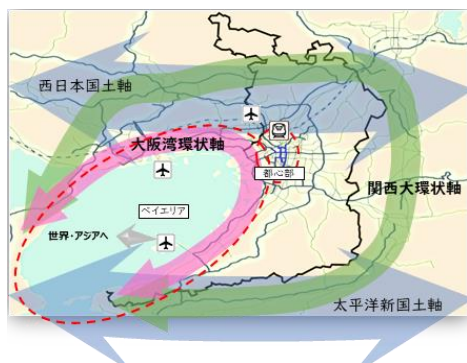 西日本国土軸
大阪湾環状軸
都心部
関西大環状軸
ベイエリア
世界・アジアへ
太平洋新国土軸